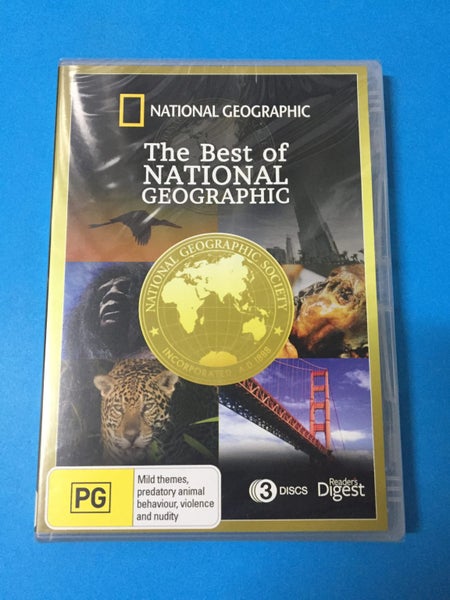 NATIONAL GEOGRAPHIC
The Best of
NATIONAL
GEOGRAPHIC
NATIONAL GEOGRAPHIC SOCIETY
INCORPORATED A.D. 1888
PG
Mild themes,
predatory animal
behaviour, violence
and nudity
3 DISCS
Reader's
Digest